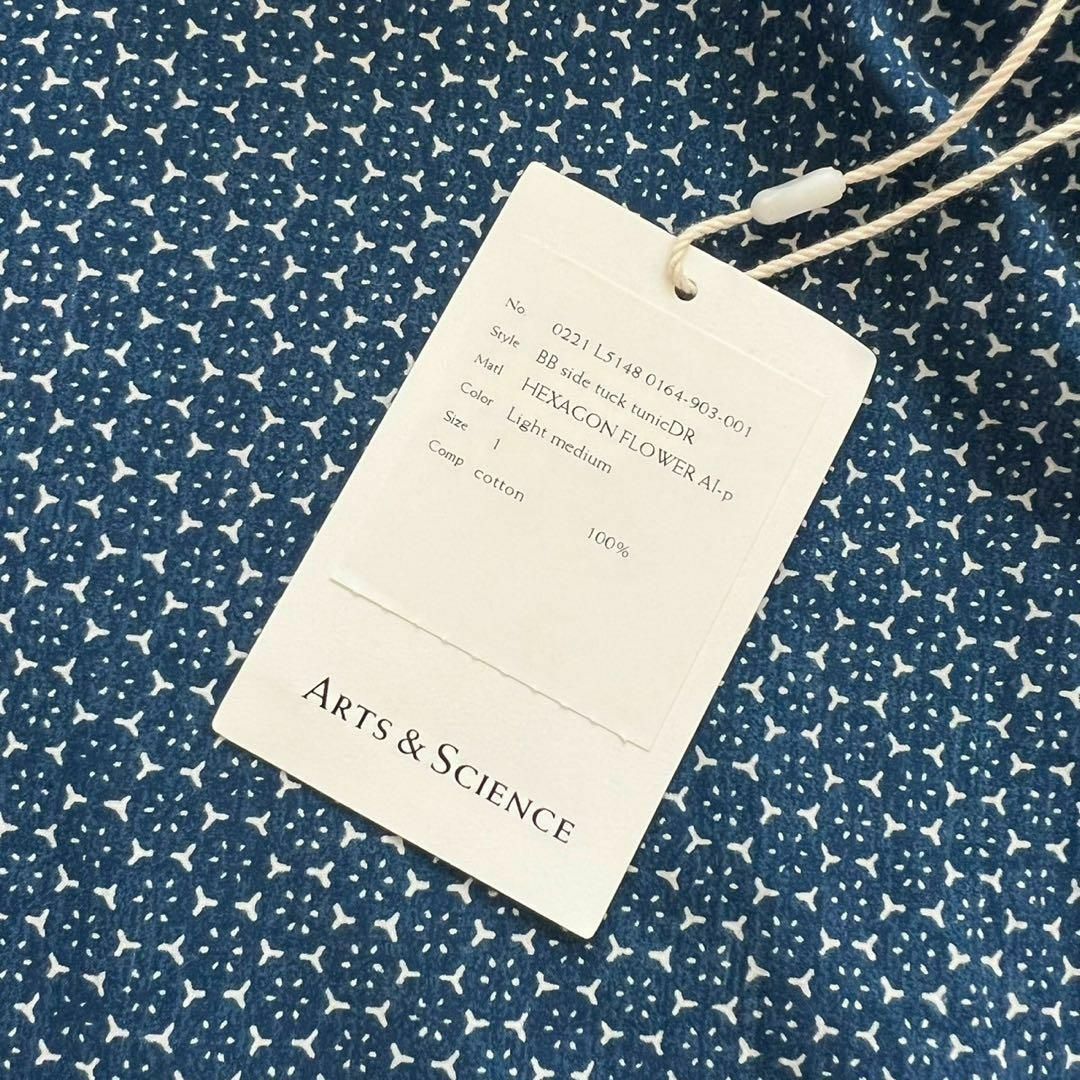 No 0221 L5148 0164-903-001
Style BB side tuck tunicDR
Matl HEXAGON FLOWER AI-p
Color Light medium
Size 1
Comp cotton 100%
ARTS & SCIENCE